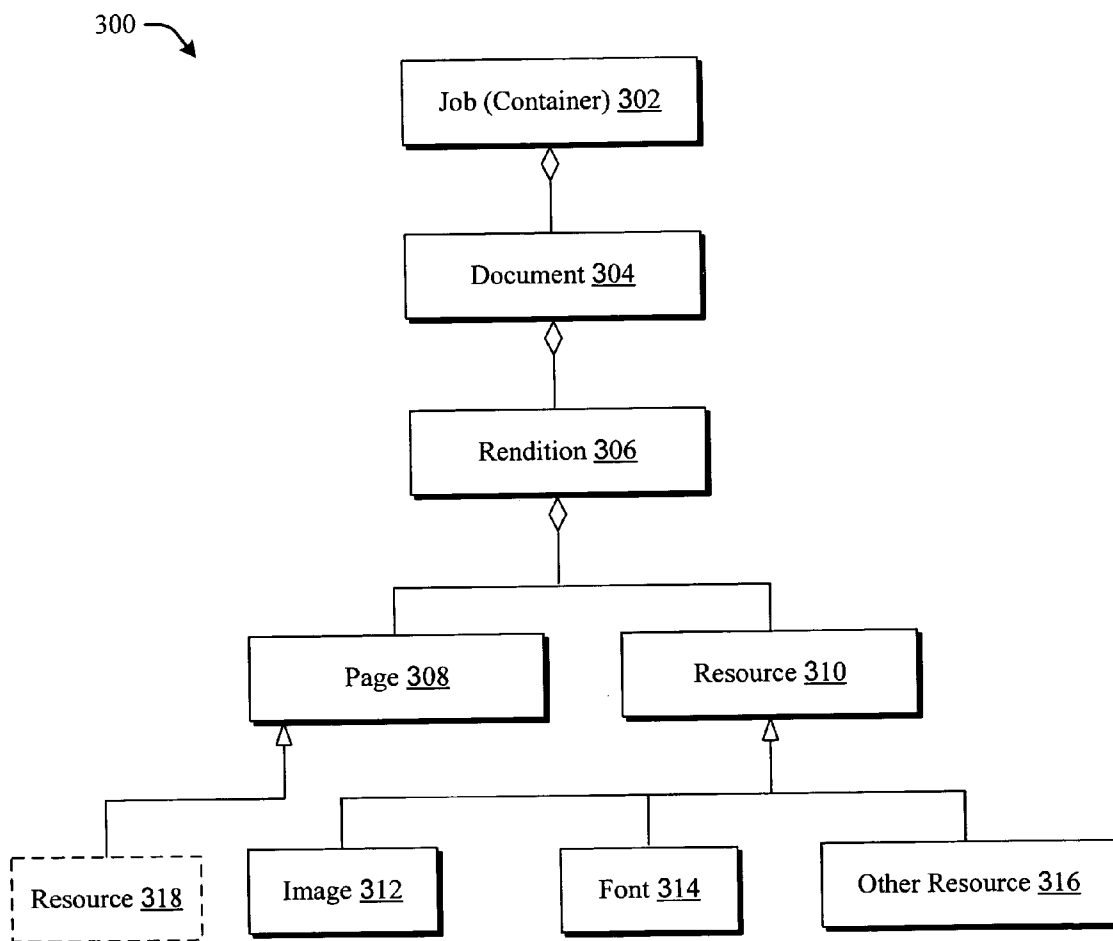 300
Job (Container) 302
Document 304
Rendition 306
Page 308
Resource 310
Resource 318
Image 312
Font 314
Other Resource 316